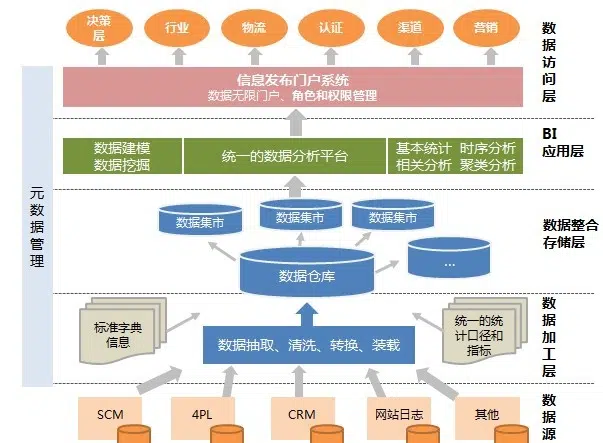 决策层
行业
物流
认证
渠道
营销
数据访问层
信息发布门户系统
数据无限门户、角色和权限管理
BI
应用层
数据建模
数据挖掘
统一的数据分析平台
基本统计 时序分析
相关分析 聚类分析
元数据管理
数据集市
数据集市
数据集市
数据仓库
...
数据整合
存储层
标准字典
信息
数据抽取、清洗、转换、装载
统一的统
计口径和
指标
数据加工层
SCM
4PL
CRM
网站日志
其他
数据源